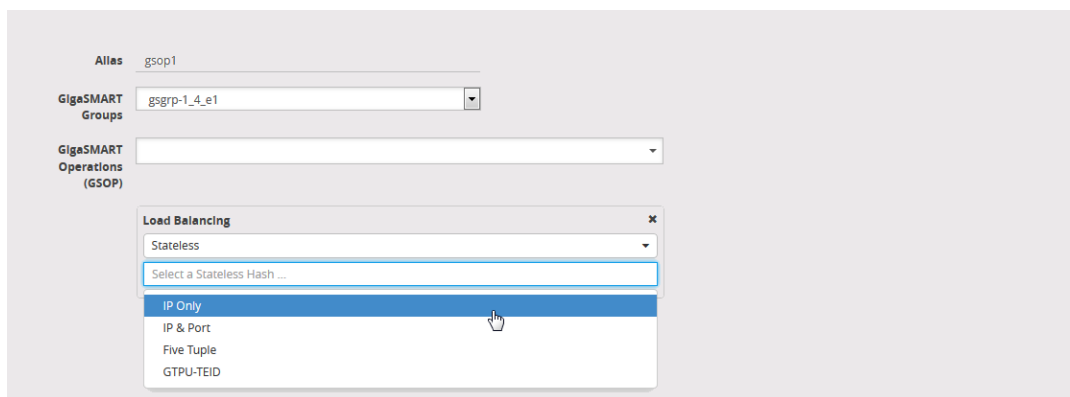 Alias gsop1
GigaSMART gsgrp-1_4_e1
Groups
GigaSMART
Operations
(GSOP)
Load Balancing ✖
Stateless
Select a Stateless Hash ...
IP Only
IP & Port
Five Tuple
GTPU-TEID